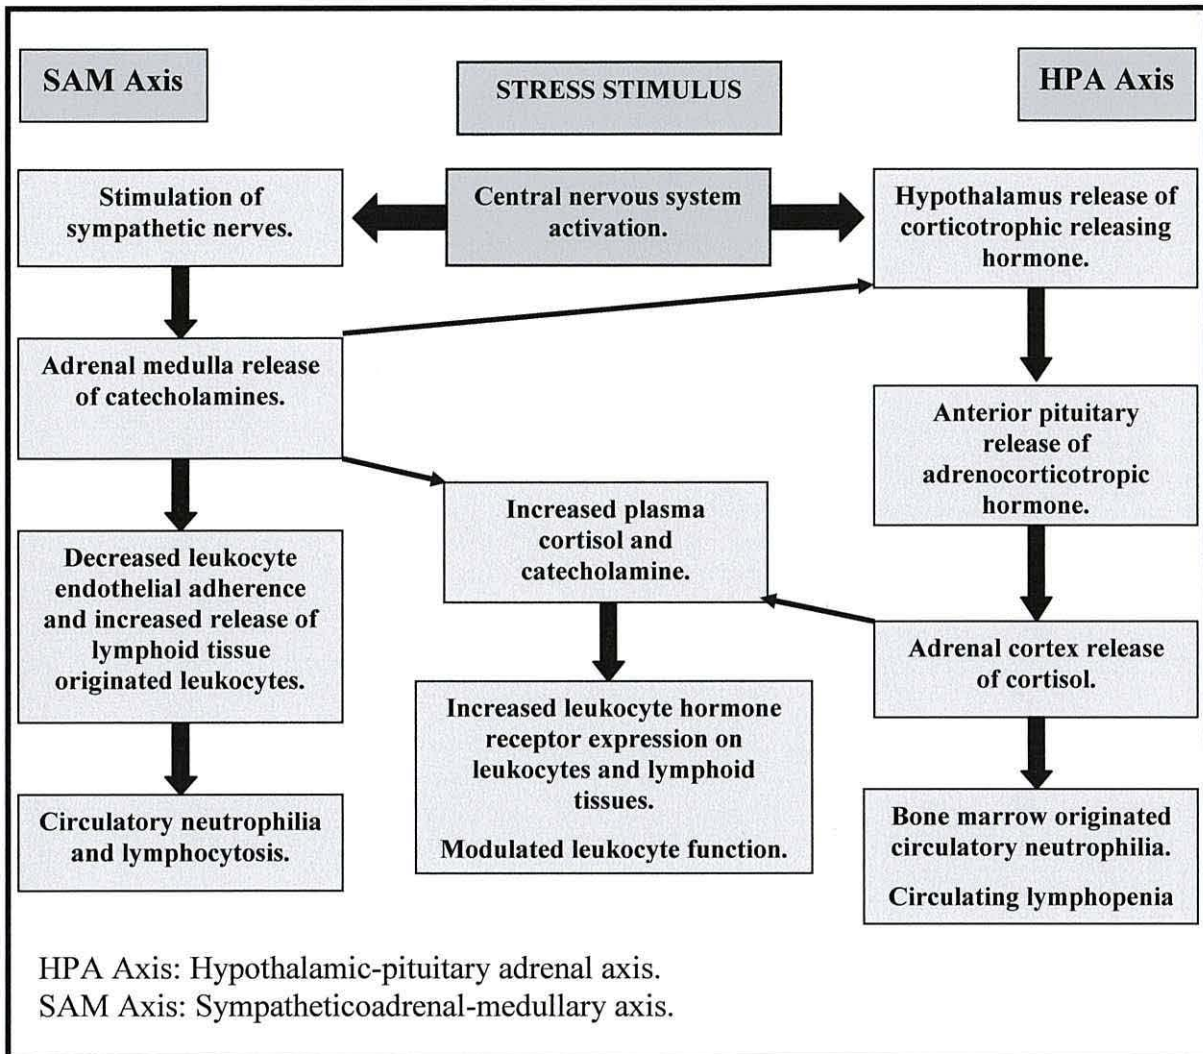 SAM Axis
STRESS STIMULUS
HPA Axis
Stimulation of
sympathetic nerves.
Central nervous system
activation.
Hypothalamus release of
corticotrophic releasing
hormone.
Adrenal medulla release
of catecholamines.
Anterior pituitary
release of
adrenocorticotropic
hormone.
Increased plasma
cortisol and
catecholamine.
Decreased leukocyte
endothelial adherence
and increased release of
lymphoid tissue
originated leukocytes.
Adrenal cortex release
of cortisol.
Increased leukocyte hormone
receptor expression on
leukocytes and lymphoid
tissues.
Modulated leukocyte function.
Circulatory neutrophilia
and lymphocytosis.
Bone marrow originated
circulatory neutrophilia.
Circulating lymphopenia
HPA Axis: Hypothalamic-pituitary adrenal axis.
SAM Axis: Sympatheticoadrenal-medullary axis.